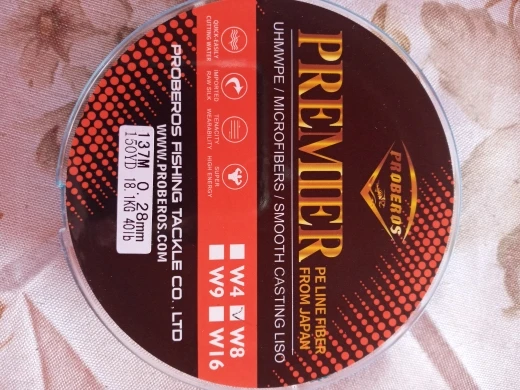 PROBEROS
PREMIER
PE LINE FIBER
FROM JAPAN
UHMWPE / MICROFIBERS / SMOOTH CASTING LISO
QUICK-EASILY
CUTTING WATER
IMPORTED
RAW SILK
TENACITY
WEARABILITY
SUPER
HIGH ENERGY
W4 W8
W9 W16
137M 0.28mm
150YD 18.1KG 40lb
WWW.PROBEROS.COM
PROBEROS FISHING TACKLE CO., LTD